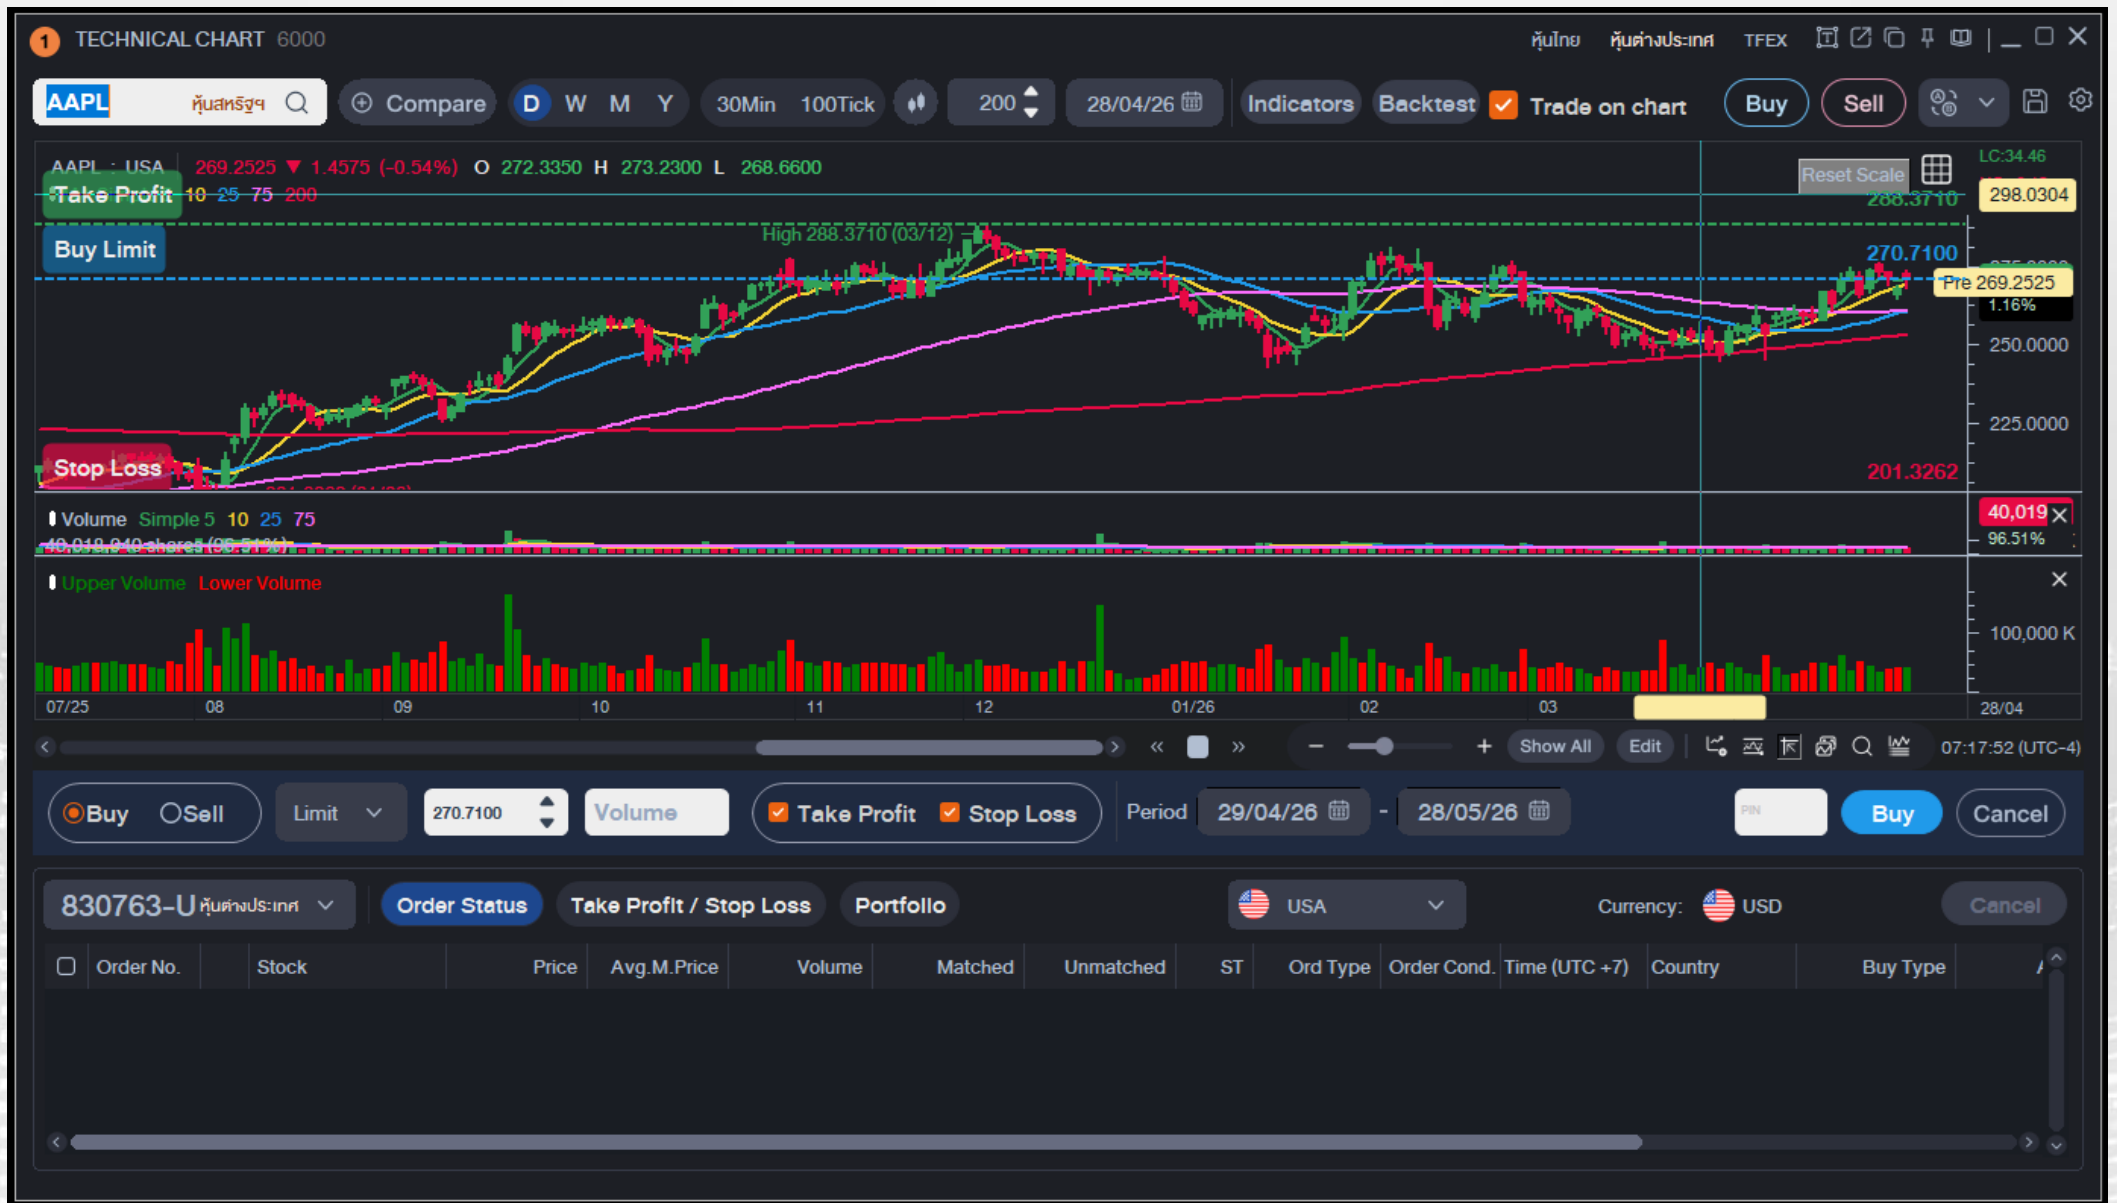 1 TECHNICAL CHART 6000 หุ้นไทย หุ้นต่างประเทศ TFEX
AAPL หุ้นสหรัฐฯ Compare D W M Y 30Min 100Tick 200 28/04/26 Indicators Backtest Trade on chart Buy Sell
AAPL : USA 269.2525 ▼ 1.4575 (-0.54%) O 272.3350 H 273.2300 L 268.6600 Reset Scale LC:34.46
Take Profit 10 25 75 200 288.3710 298.0304
High 288.3710 (03/12)
Buy Limit 270.7100
Pre 269.2525
1.16%
250.0000
225.0000
Stop Loss 201.3262
Volume Simple 5 10 25 75 40,019
40,018,940 shares (96.51%) 96.51%
Upper Volume Lower Volume
100,000 K
07/25 08 09 10 11 12 01/26 02 03 28/04
Show All Edit 07:17:52 (UTC-4)
Buy Sell Limit 270.7100 Volume Take Profit Stop Loss Period 29/04/26 - 28/05/26 PIN Buy Cancel
830763-U หุ้นต่างประเทศ Order Status Take Profit / Stop Loss Portfolio USA Currency: USD Cancel
Order No. Stock Price Avg.M.Price Volume Matched Unmatched ST Ord Type Order Cond. Time (UTC +7) Country Buy Type